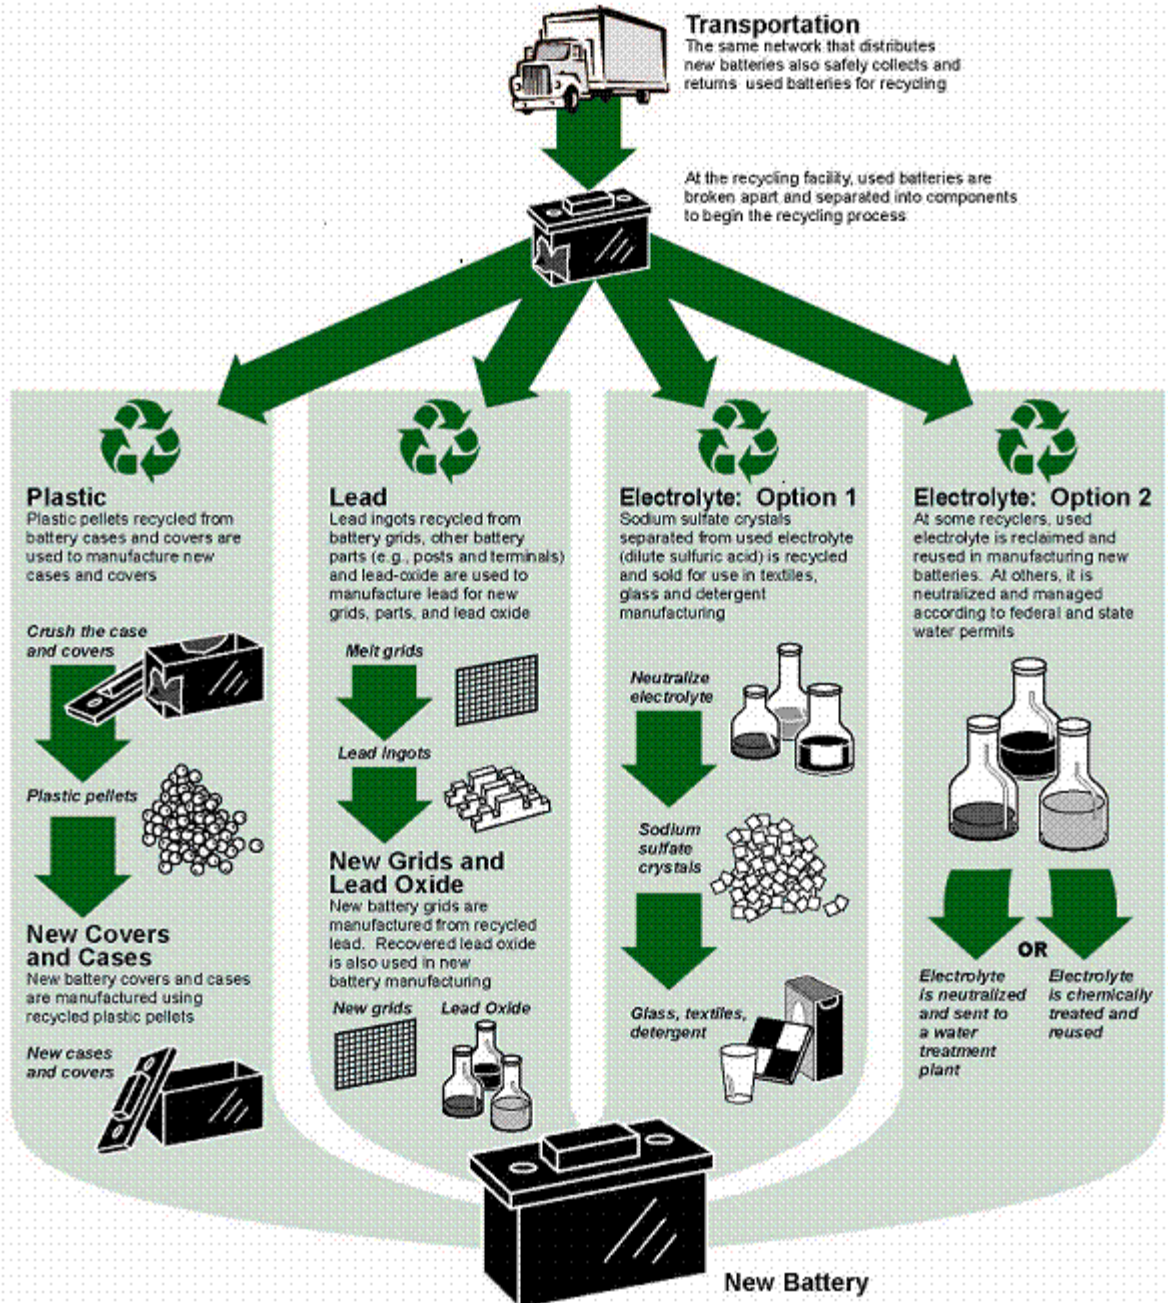 Transportation
The same network that distributes
new batteries also safely collects and
returns used batteries for recycling
At the recycling facility, used batteries are
broken apart and separated into components
to begin the recycling process
Plastic
Plastic pellets recycled from
battery cases and covers are
used to manufacture new
cases and covers
Crush the case
and covers
Plastic pellets
New Covers
and Cases
New battery covers and cases
are manufactured using
recycled plastic pellets
New cases
and covers
Lead
Lead ingots recycled from
battery grids, other battery
parts (e.g., posts and terminals)
and lead-oxide are used to
manufacture lead for new
grids, parts, and lead oxide
Melt grids
Lead Ingots
New Grids and
Lead Oxide
New battery grids are
manufactured from recycled
lead. Recovered lead oxide
is also used in new
battery manufacturing
New grids
Lead Oxide
Electrolyte: Option 1
Sodium sulfate crystals
separated from used electrolyte
(dilute sulfuric acid) is recycled
and sold for use in textiles,
glass and detergent
manufacturing
Neutralize
electrolyte
Sodium
sulfate
crystals
Glass, textiles,
detergent
Electrolyte: Option 2
At some recyclers, used
electrolyte is reclaimed and
reused in manufacturing new
batteries. At others, it is
neutralized and managed
according to federal and state
water permits
OR
Electrolyte
is neutralized
and sent to
a water
treatment
plant
Electrolyte
is chemically
treated and
reused
New Battery